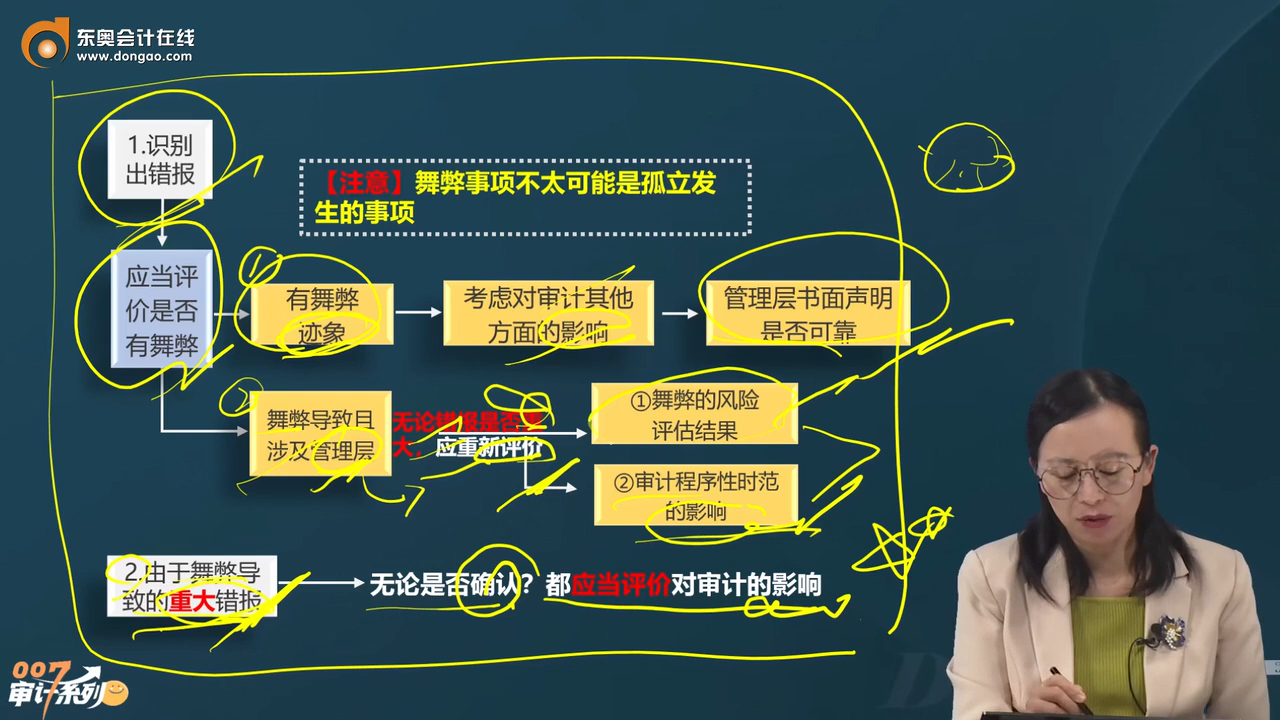 东奥会计在线
www.dongao.com
1.识别
出错报
【注意】舞弊事项不太可能是孤立发
生的事项
应当评
价是否
有舞弊
①
有舞弊
迹象
考虑对审计其他
方面的影响
管理层书面声明
是否可靠
②
舞弊导致且
涉及管理层
无论错报是否重
大，应重新评价
①舞弊的风险
评估结果
②审计程序性时范
的影响
2.由于舞弊导
致的重大错报
无论是否确认？都应当评价对审计的影响
007
审计系列